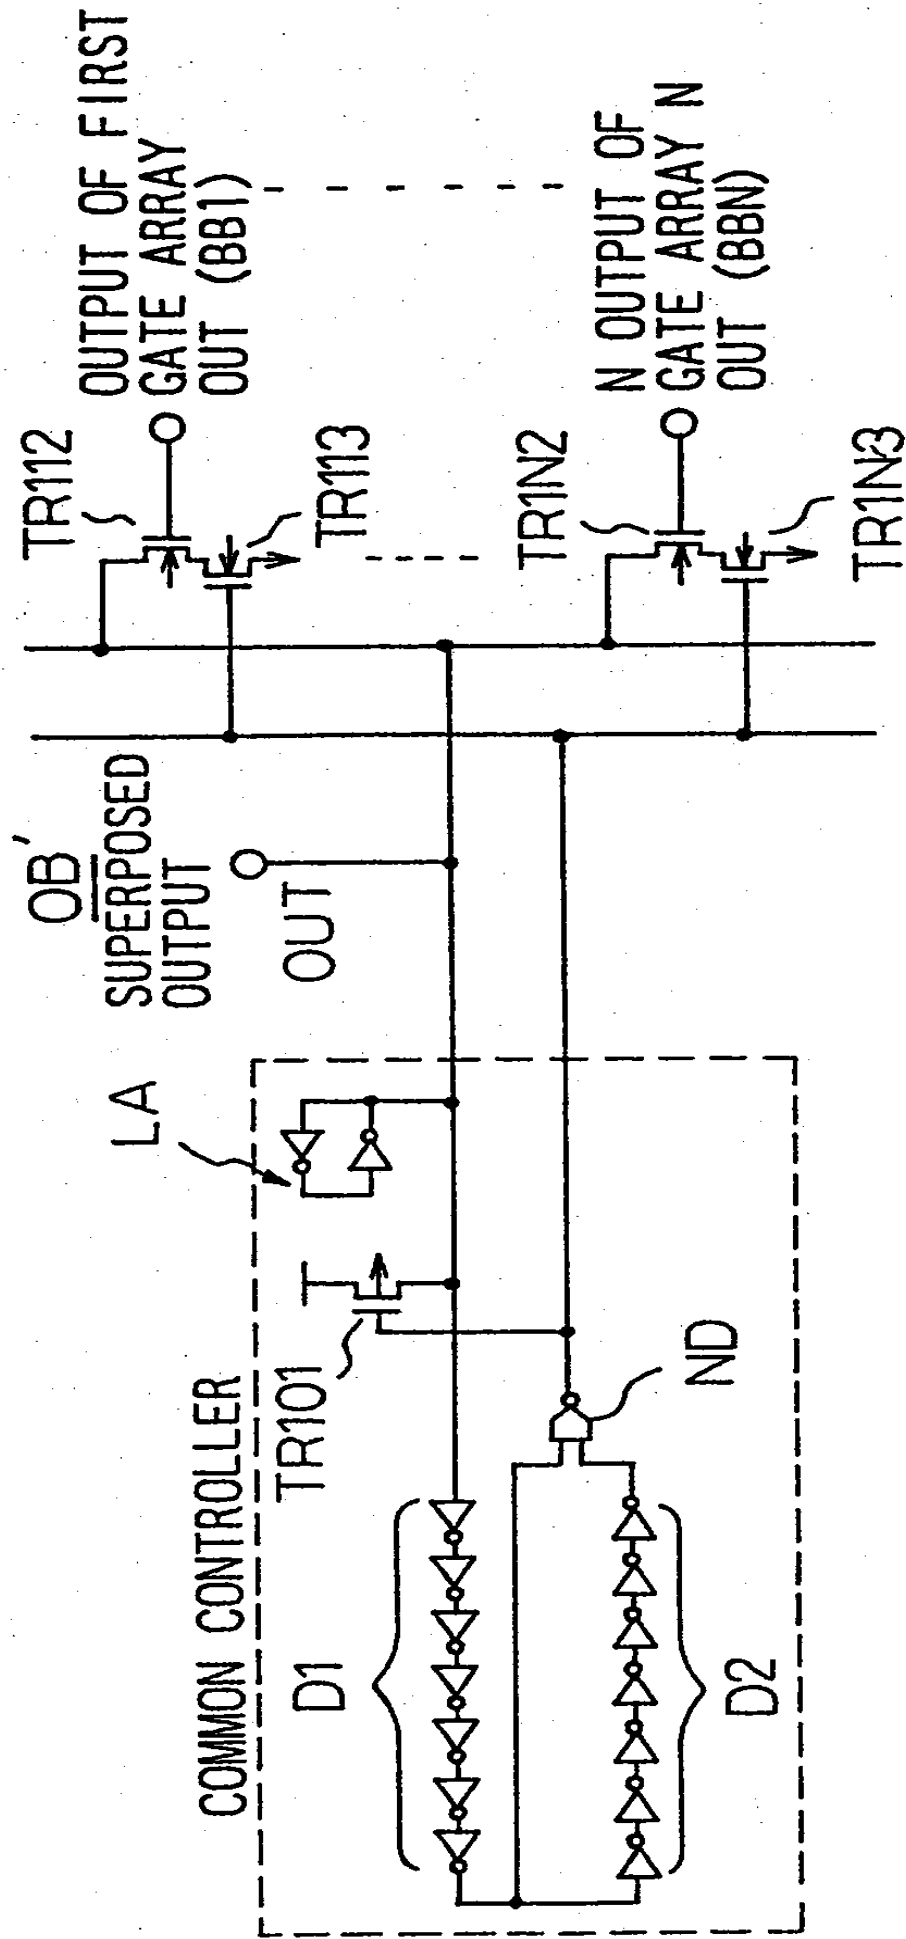 COMMON CONTROLLER
D1
D2
TR101
ND
LA
OB'
SUPERPOSED
OUTPUT
OUT
TR112
TR113
OUTPUT OF FIRST
GATE ARRAY
OUT (BB1)
TR1N2
TR1N3
N OUTPUT OF
GATE ARRAY N
OUT (BBN)